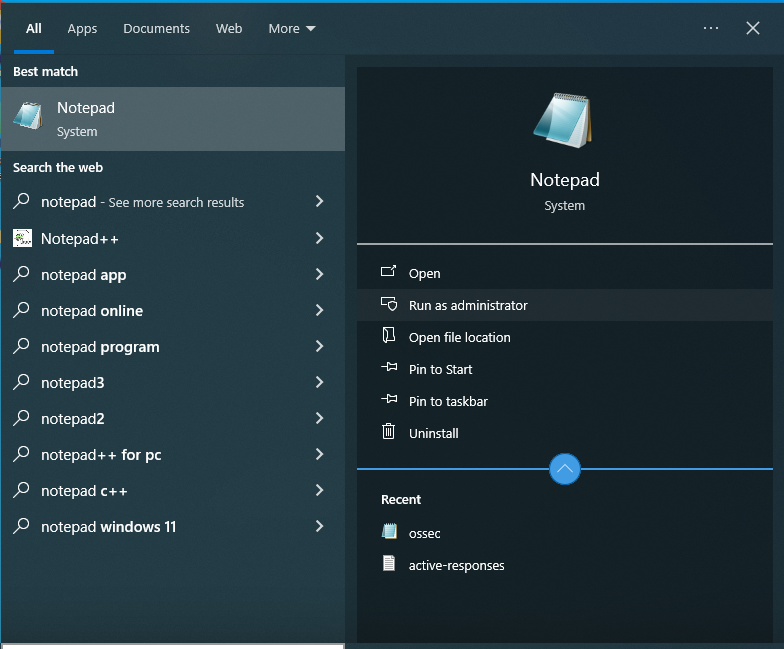 All Apps Documents Web More
Best match
Notepad
System
Search the web
notepad - See more search results
Notepad++
notepad app
notepad online
notepad program
notepad3
notepad2
notepad++ for pc
notepad c++
notepad windows 11
Notepad
System
Open
Run as administrator
Open file location
Pin to Start
Pin to taskbar
Uninstall
Recent
ossec
active-responses